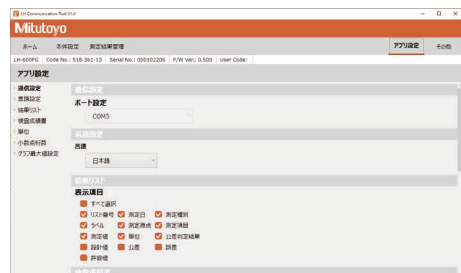 LH Communication Tool V1.0
Mitutoyo
ホーム 本体設定 測定結果管理 アプリ設定 その他
LH-600FG Code No.: 518-361-13 Serial No.: 000102206 F/W Ver.: 0.500 User Code:
アプリ設定
通信設定
言語設定
結果リスト
検査成績書
単位
小数点桁数
グラフ最大値設定
通信設定
ポート設定
COM3
言語設定
言語
日本語
結果リスト
表示項目
すべて選択
リスト番号 測定日 測定種別
ラベル 測定原点 測定項目
測定値 単位 公差判定結果
設計値 公差 誤差
許容値